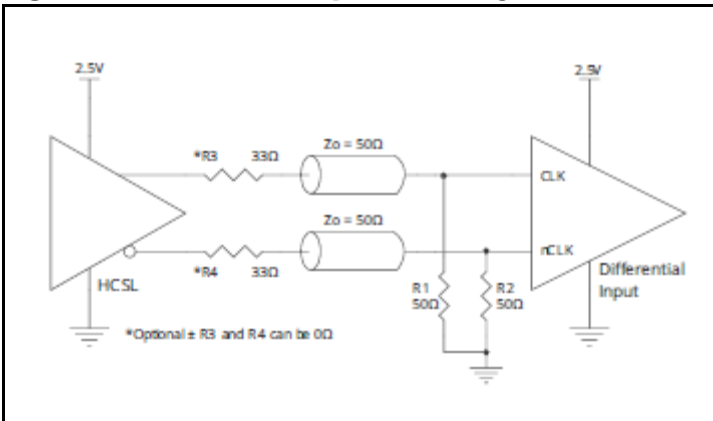 2.5V
2.5V
Zo = 50Ω
*R3 33Ω
CLK
Zo = 50Ω
nCLK
*R4 33Ω
HCSL
Differential
Input
R1
50Ω
R2
50Ω
*Optional ± R3 and R4 can be 0Ω